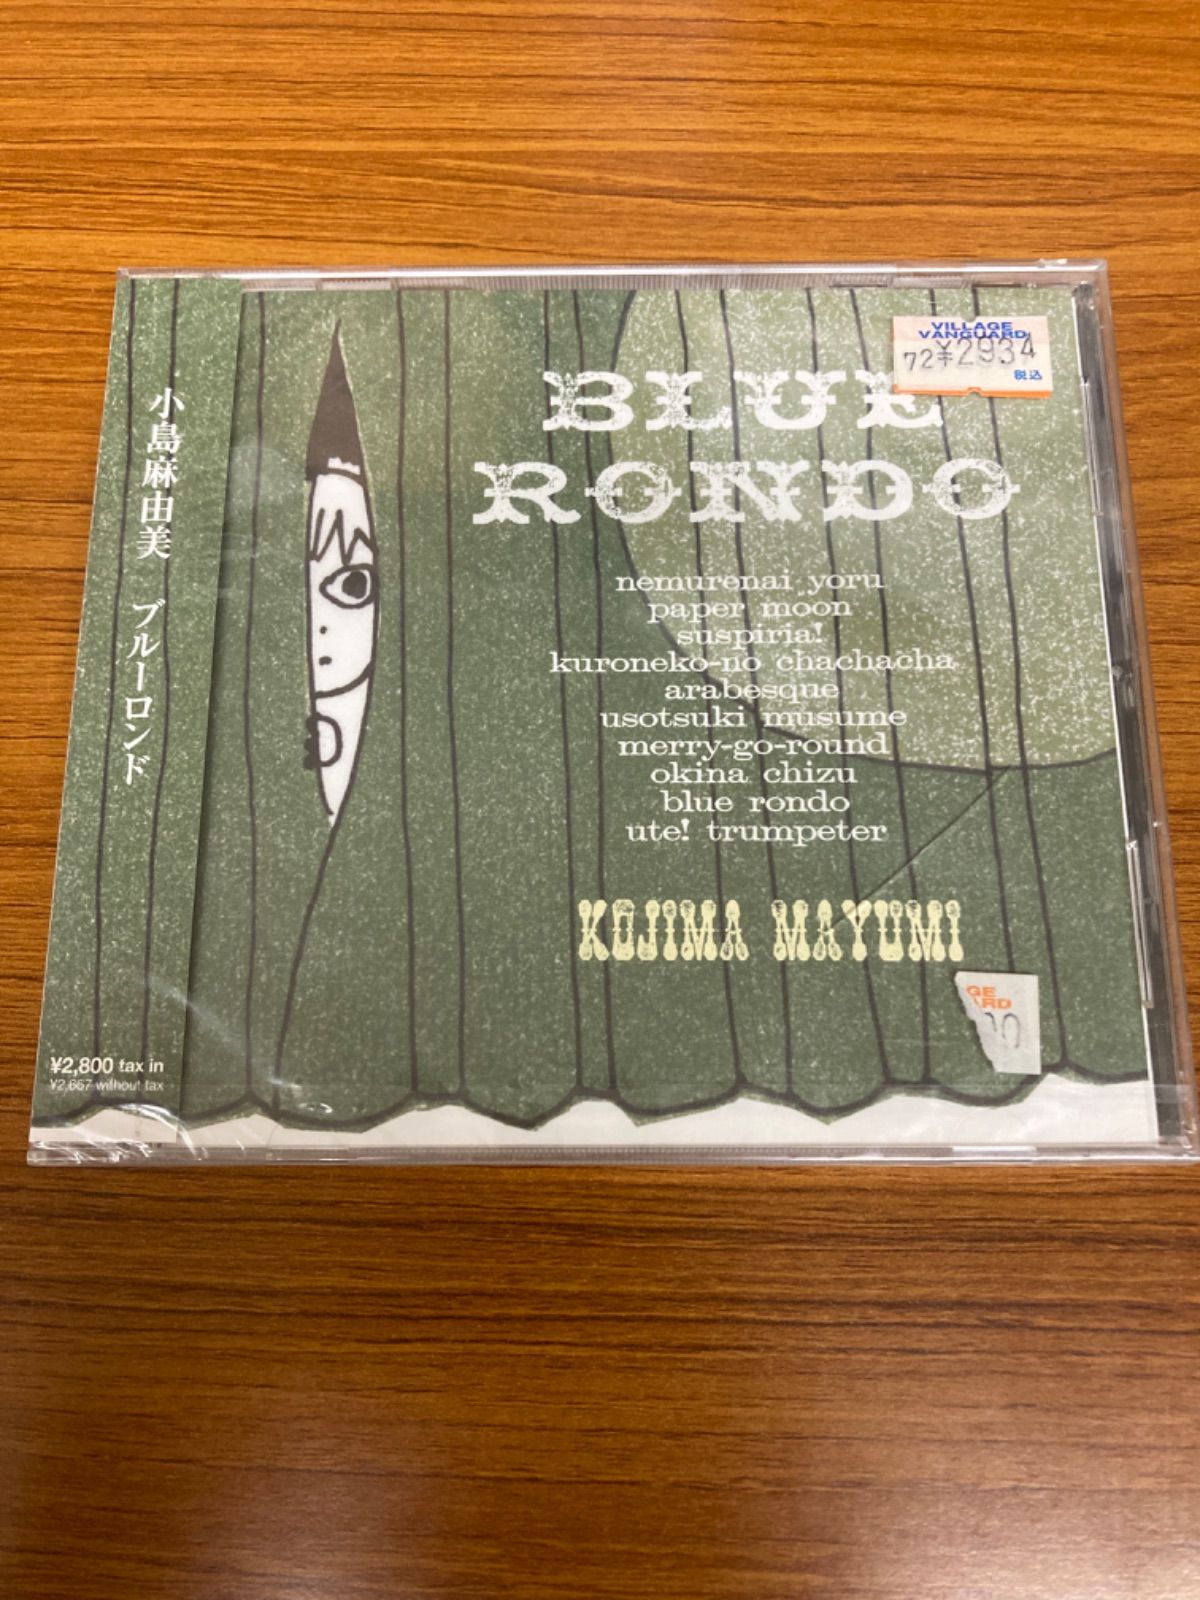 小島麻由美 ブルーロンド
¥2,800 tax in
¥2,667 without tax
VILLAGE
VANGUARD
72 ¥2934
税込
BLUE
RONDO
nemurenai yoru
paper moon
suspiria!
kuroneko-no chachacha
arabesque
usotsuki musume
merry-go-round
okina chizu
blue rondo
ute! trumpeter
KOJIMA MAYUMI
GE
ARD